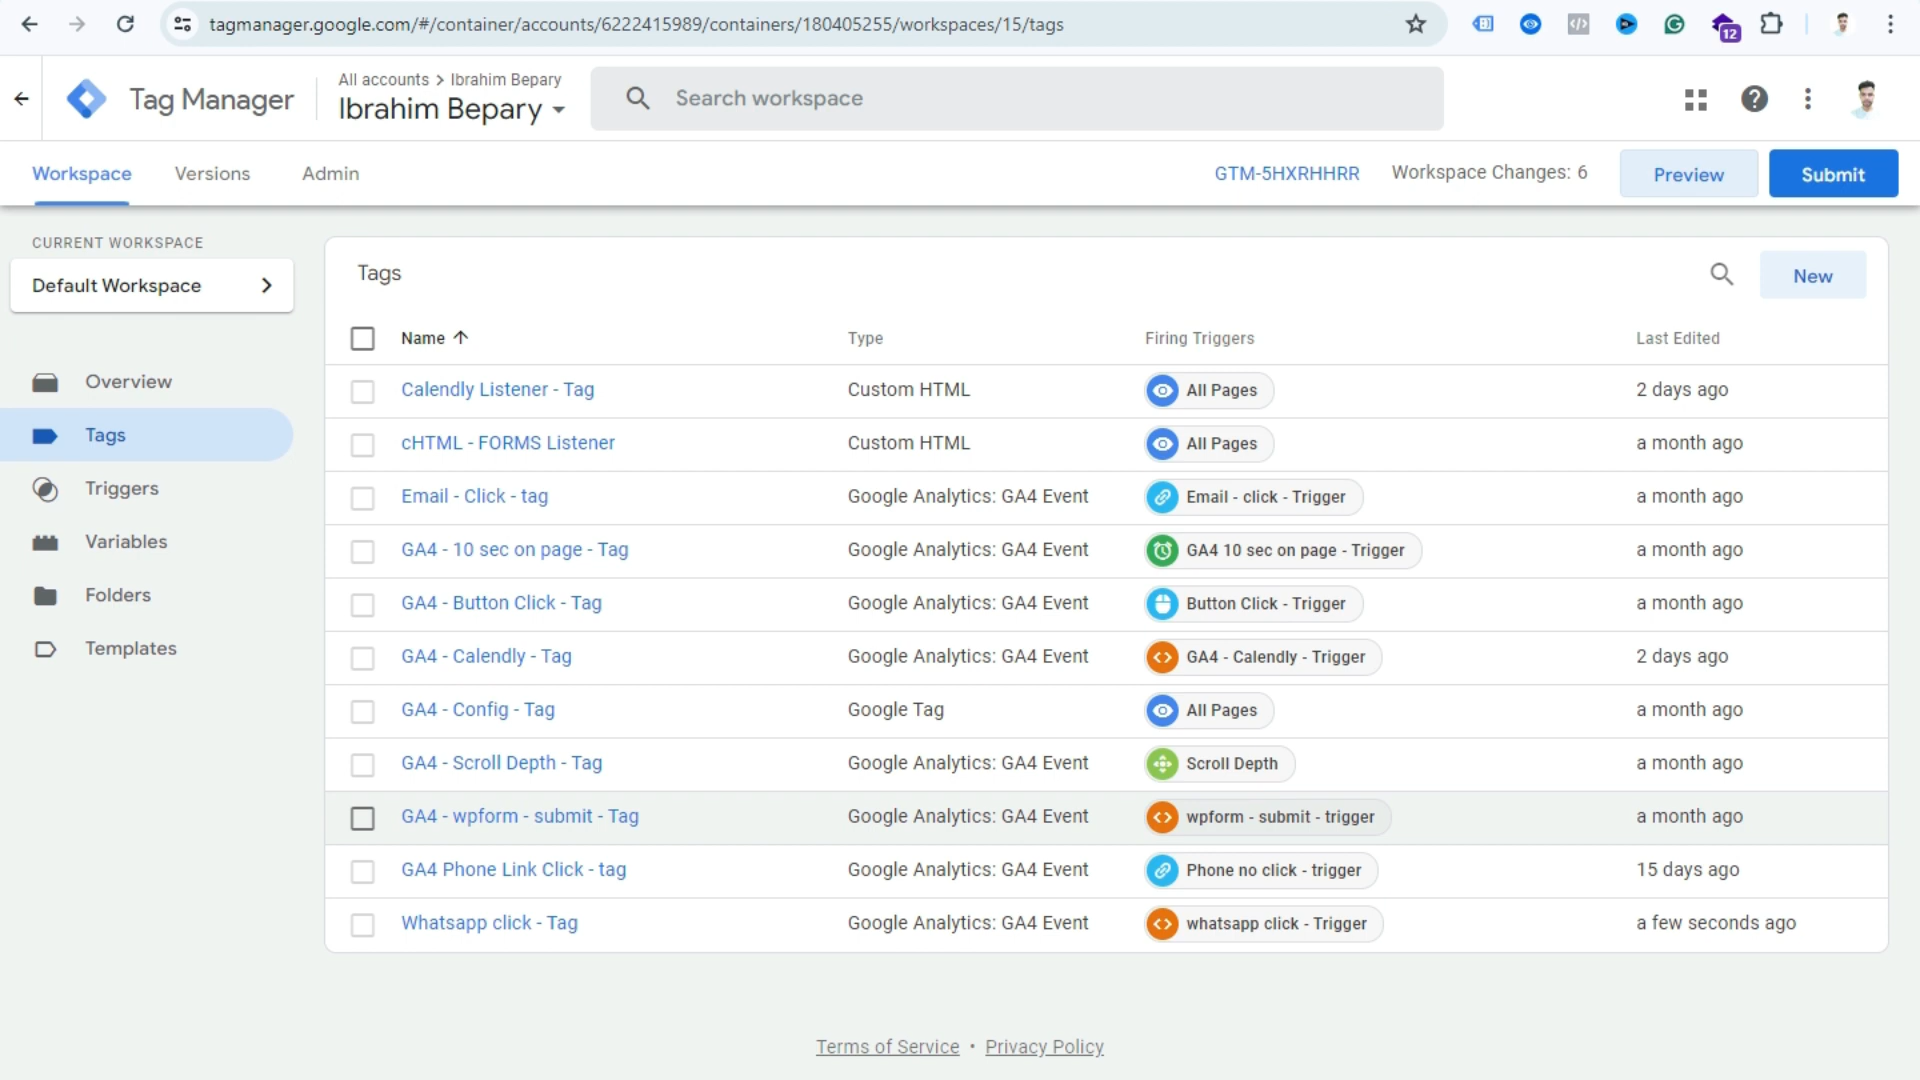 tagmanager.google.com/#/container/accounts/6222415989/containers/180405255/workspaces/15/tags
12
Tag Manager
All accounts > Ibrahim Bepary
Ibrahim Bepary
Search workspace
Workspace
Versions
Admin
GTM-5HXRHHRR
Workspace Changes: 6
Preview
Submit
CURRENT WORKSPACE
Default Workspace
Overview
Tags
Triggers
Variables
Folders
Templates
Tags
New
Name Type Firing Triggers Last Edited
Calendly Listener - Tag Custom HTML All Pages 2 days ago
cHTML - FORMS Listener Custom HTML All Pages a month ago
Email - Click - tag Google Analytics: GA4 Event Email - click - Trigger a month ago
GA4 - 10 sec on page - Tag Google Analytics: GA4 Event GA4 10 sec on page - Trigger a month ago
GA4 - Button Click - Tag Google Analytics: GA4 Event Button Click - Trigger a month ago
GA4 - Calendly - Tag Google Analytics: GA4 Event GA4 - Calendly - Trigger 2 days ago
GA4 - Config - Tag Google Tag All Pages a month ago
GA4 - Scroll Depth - Tag Google Analytics: GA4 Event Scroll Depth a month ago
GA4 - wpform - submit - Tag Google Analytics: GA4 Event wpform - submit - trigger a month ago
GA4 Phone Link Click - tag Google Analytics: GA4 Event Phone no click - trigger 15 days ago
Whatsapp click - Tag Google Analytics: GA4 Event whatsapp click - Trigger a few seconds ago
Terms of Service • Privacy Policy